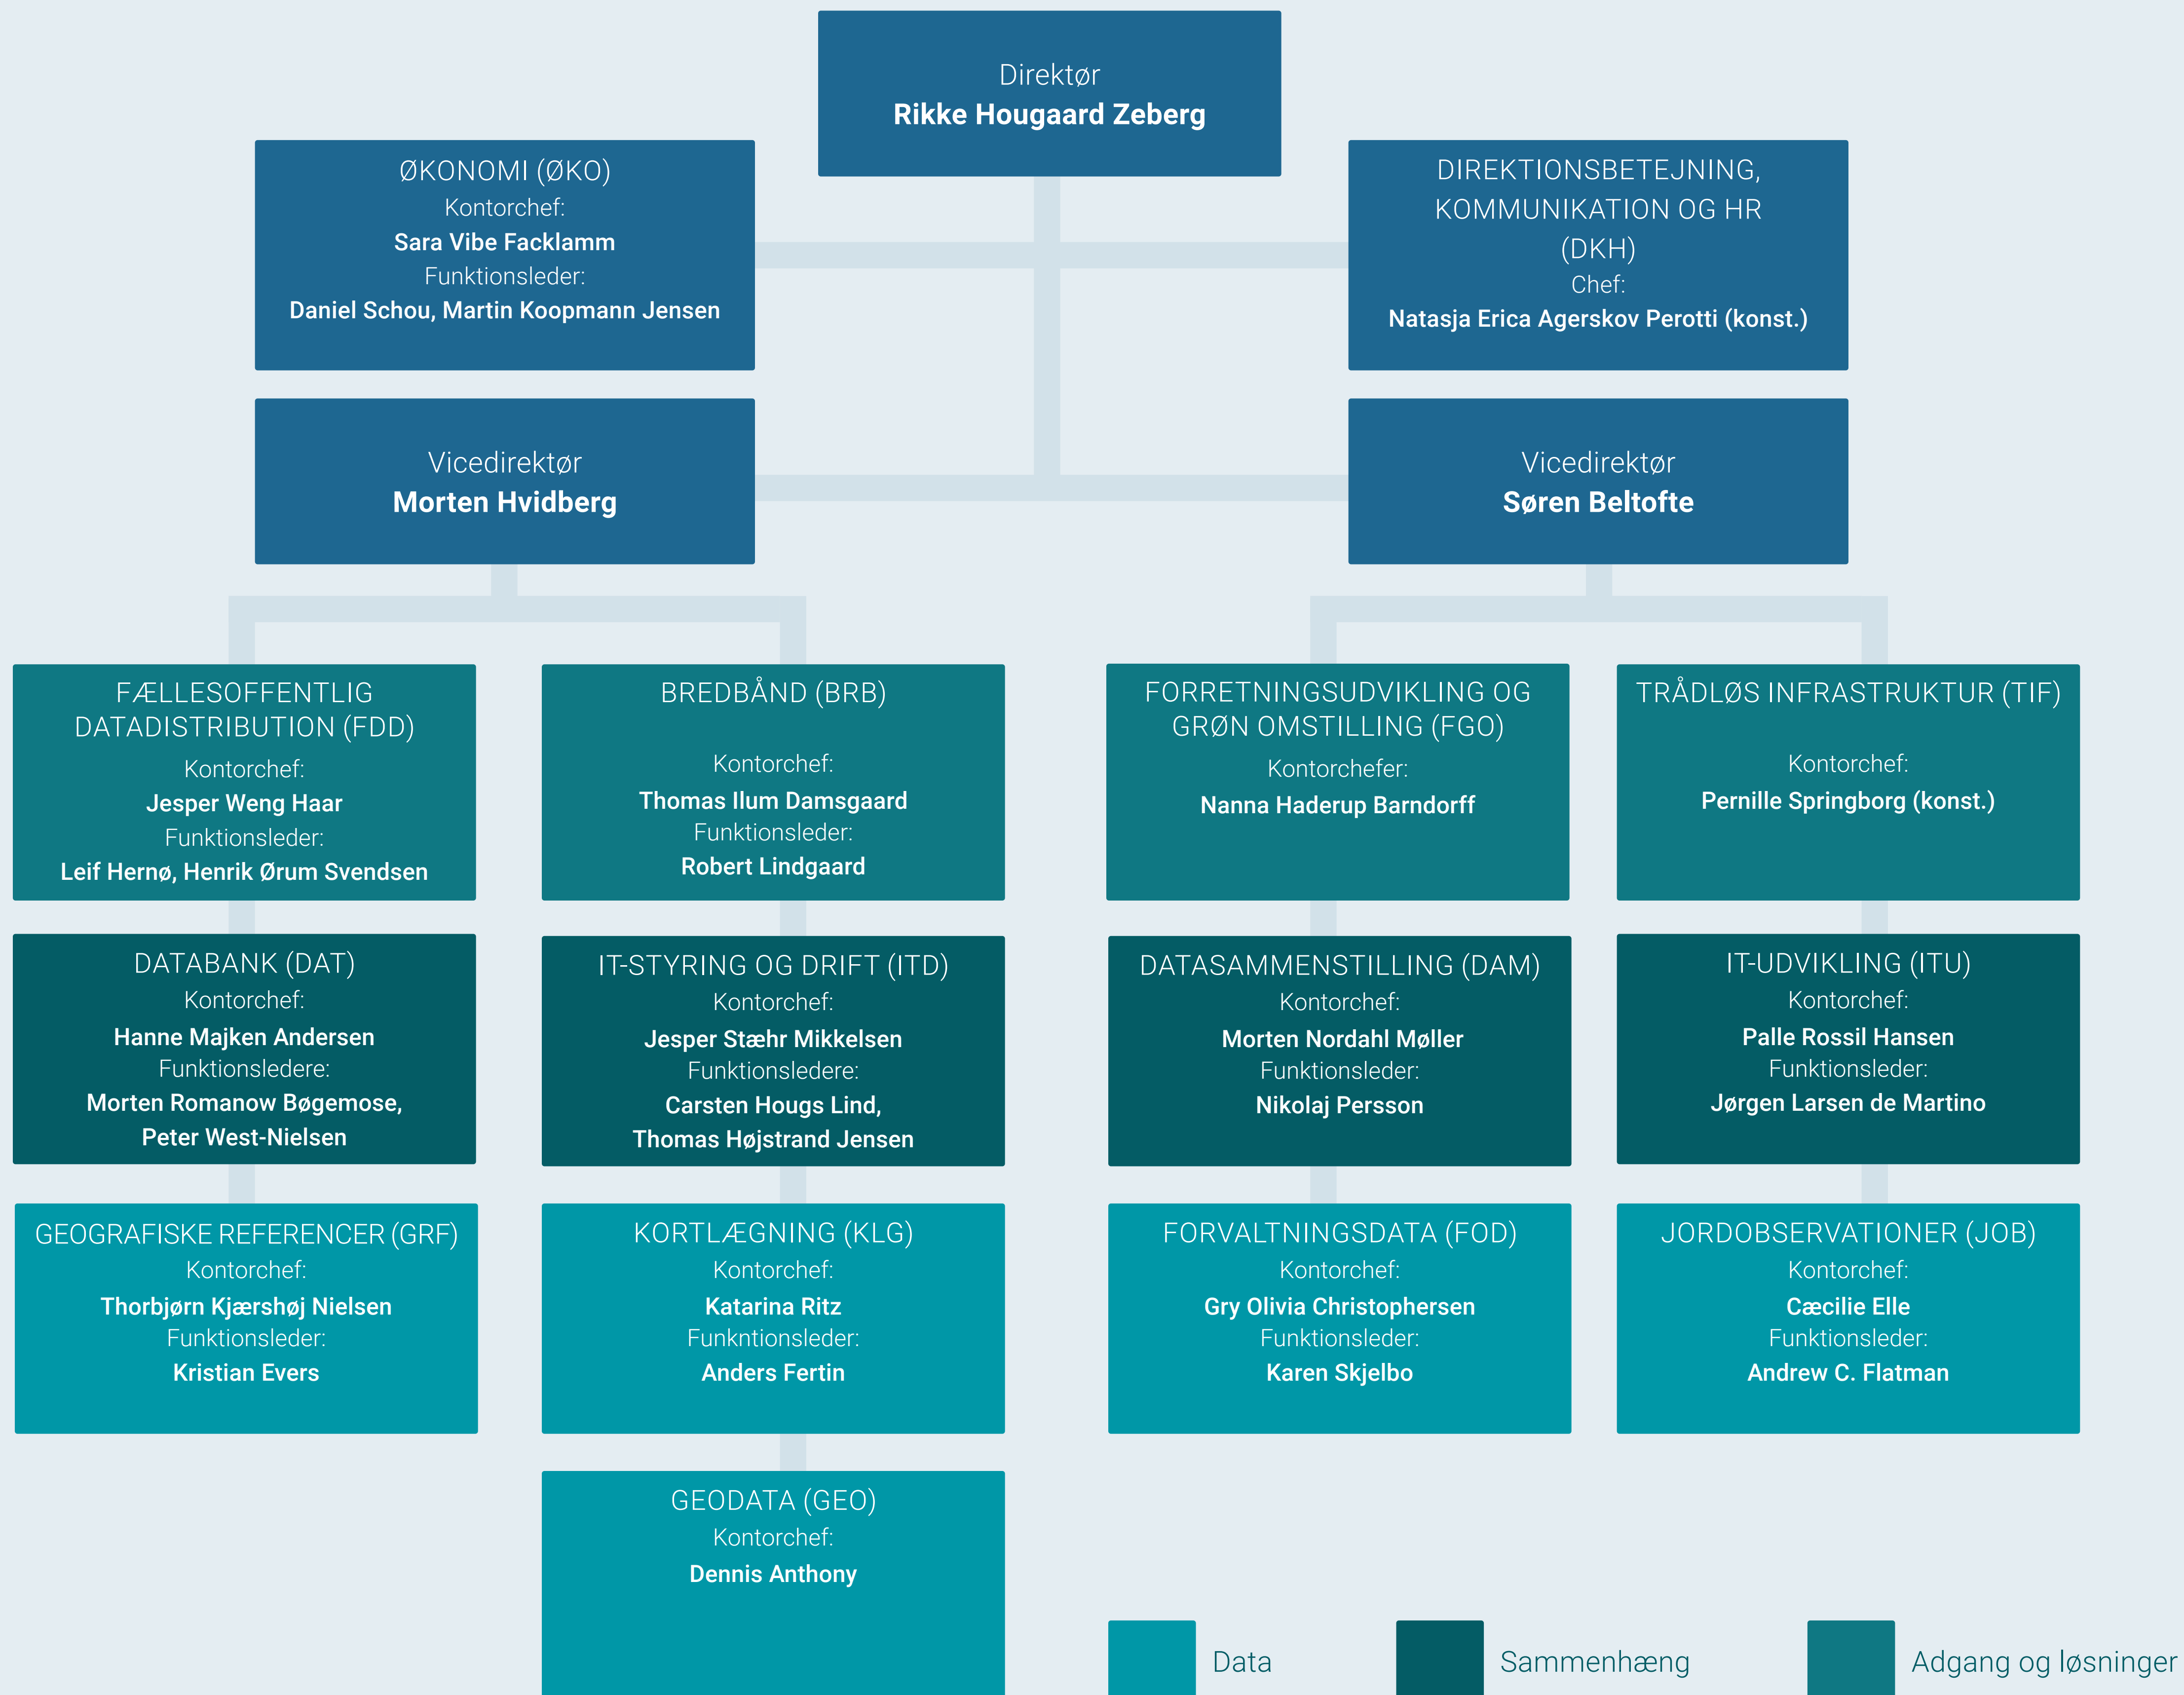 Direktør
Rikke Hougaard Zeberg
ØKONOMI (ØKO)
Kontorchef:
Sara Vibe Facklamm
Funktionsleder:
Daniel Schou, Martin Koopmann Jensen
DIREKTIONSBETEJNING,
KOMMUNIKATION OG HR
(DKH)
Chef:
Natasja Erica Agerskov Perotti (konst.)
Vicedirektør
Morten Hvidberg
Vicedirektør
Søren Beltofte
FÆLLESOFFENTLIG
DATADISTRIBUTION (FDD)
Kontorchef:
Jesper Weng Haar
Funktionsleder:
Leif Hernø, Henrik Ørum Svendsen
BREDBÅND (BRB)
Kontorchef:
Thomas Ilum Damsgaard
Funktionsleder:
Robert Lindgaard
FORRETNINGSUDVIKLING OG
GRØN OMSTILLING (FGO)
Kontorchefer:
Nanna Haderup Barndorff
TRÅDLØS INFRASTRUKTUR (TIF)
Kontorchef:
Pernille Springborg (konst.)
DATABANK (DAT)
Kontorchef:
Hanne Majken Andersen
Funktionsledere:
Morten Romanow Bøgemose,
Peter West-Nielsen
IT-STYRING OG DRIFT (ITD)
Kontorchef:
Jesper Stæhr Mikkelsen
Funktionsledere:
Carsten Hougs Lind,
Thomas Højstrand Jensen
DATASAMMENSTILLING (DAM)
Kontorchef:
Morten Nordahl Møller
Funktionsleder:
Nikolaj Persson
IT-UDVIKLING (ITU)
Kontorchef:
Palle Rossil Hansen
Funktionsleder:
Jørgen Larsen de Martino
GEOGRAFISKE REFERENCER (GRF)
Kontorchef:
Thorbjørn Kjærshøj Nielsen
Funktionsleder:
Kristian Evers
KORTLÆGNING (KLG)
Kontorchef:
Katarina Ritz
Funkntionsleder:
Anders Fertin
FORVALTNINGSDATA (FOD)
Kontorchef:
Gry Olivia Christophersen
Funktionsleder:
Karen Skjelbo
JORDOBSERVATIONER (JOB)
Kontorchef:
Cæcilie Elle
Funktionsleder:
Andrew C. Flatman
GEODATA (GEO)
Kontorchef:
Dennis Anthony
Data
Sammenhæng
Adgang og løsninger